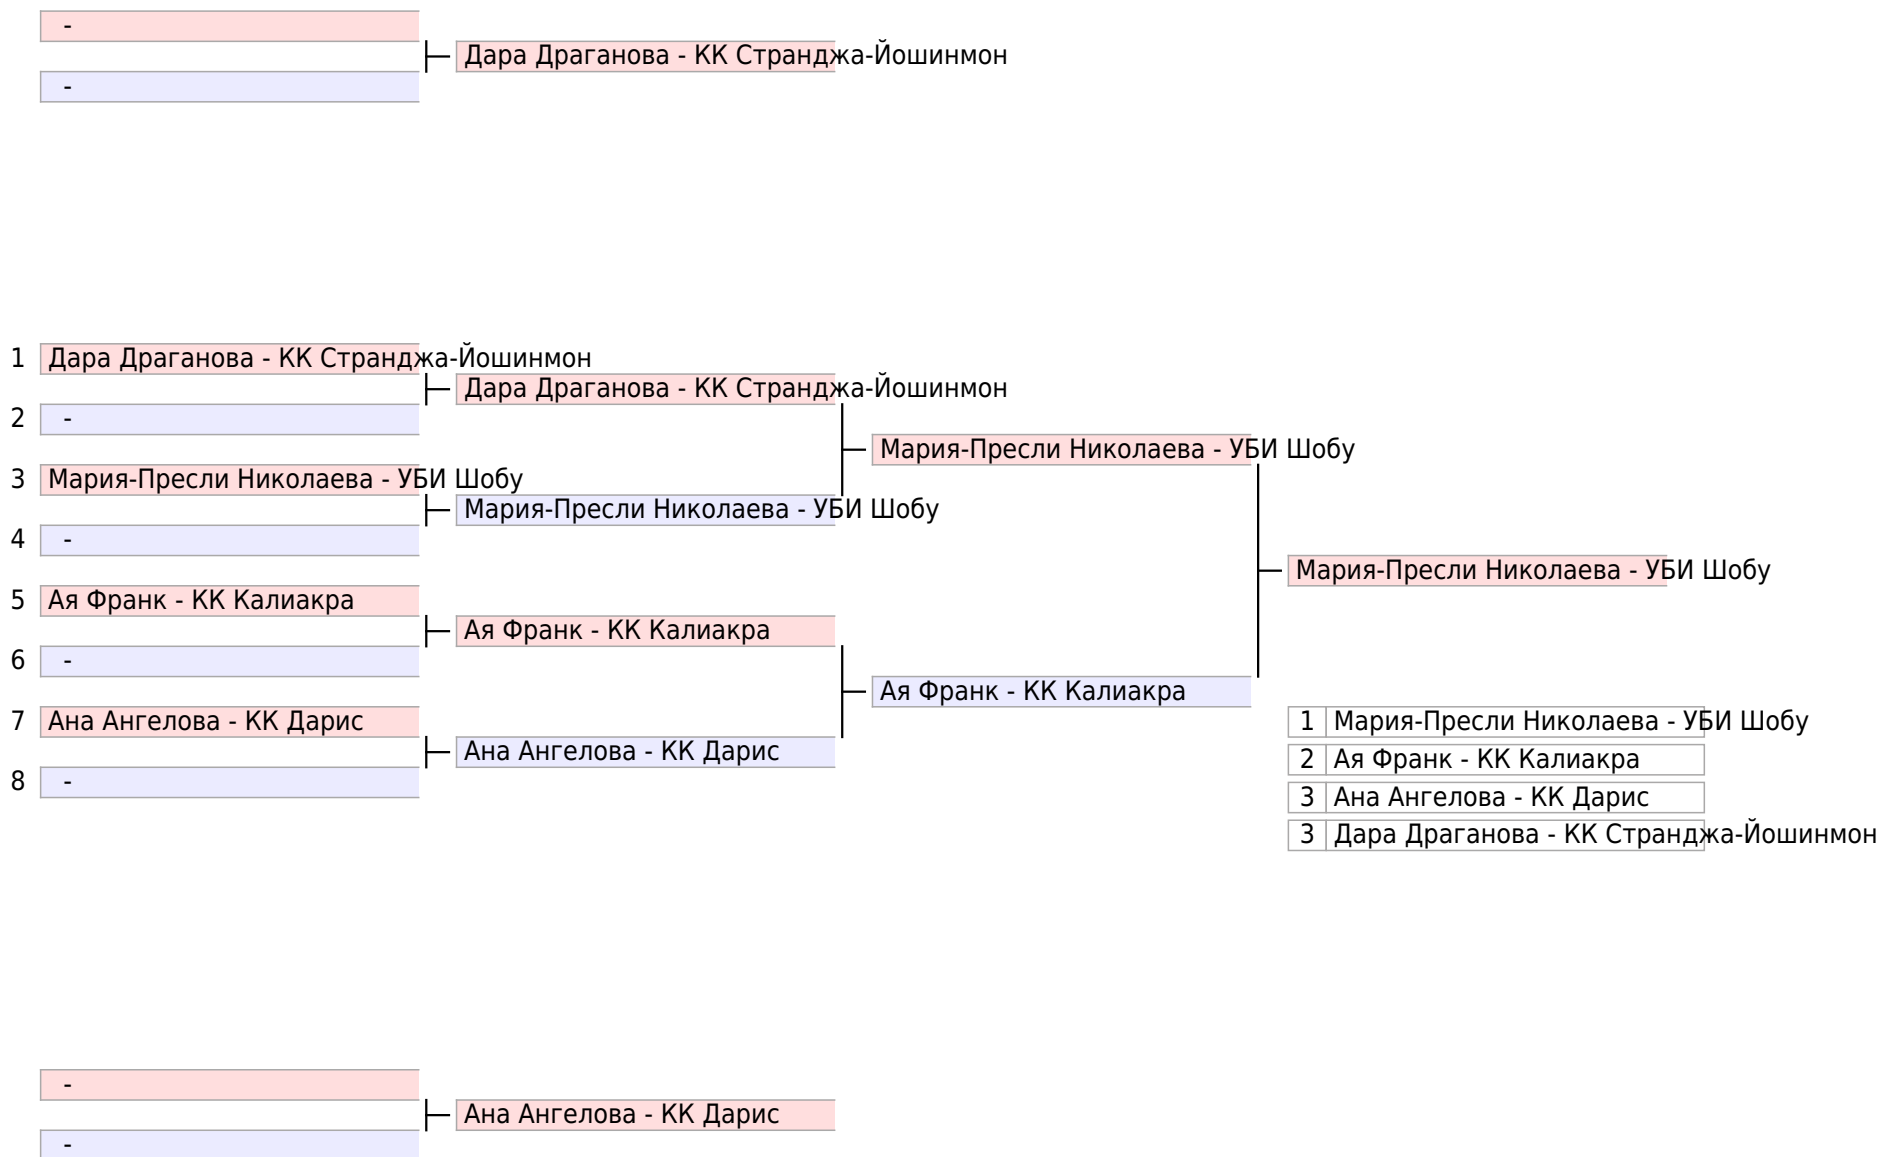 -
Дара Драганова - КК Странджа-Йошинмон
-
1 Дара Драганова - КК Странджа-Йошинмон
Дара Драганова - КК Странджа-Йошинмон
2 -
Мария-Пресли Николаева - УБИ Шобу
3 Мария-Пресли Николаева - УБИ Шобу
Мария-Пресли Николаева - УБИ Шобу
4 -
Мария-Пресли Николаева - УБИ Шобу
5 Ая Франк - КК Калиакра
Ая Франк - КК Калиакра
6 -
Ая Франк - КК Калиакра
7 Ана Ангелова - КК Дарис
1 Мария-Пресли Николаева - УБИ Шобу
Ана Ангелова - КК Дарис
2 Ая Франк - КК Калиакра
8 -
3 Ана Ангелова - КК Дарис
3 Дара Драганова - КК Странджа-Йошинмон
-
Ана Ангелова - КК Дарис
-